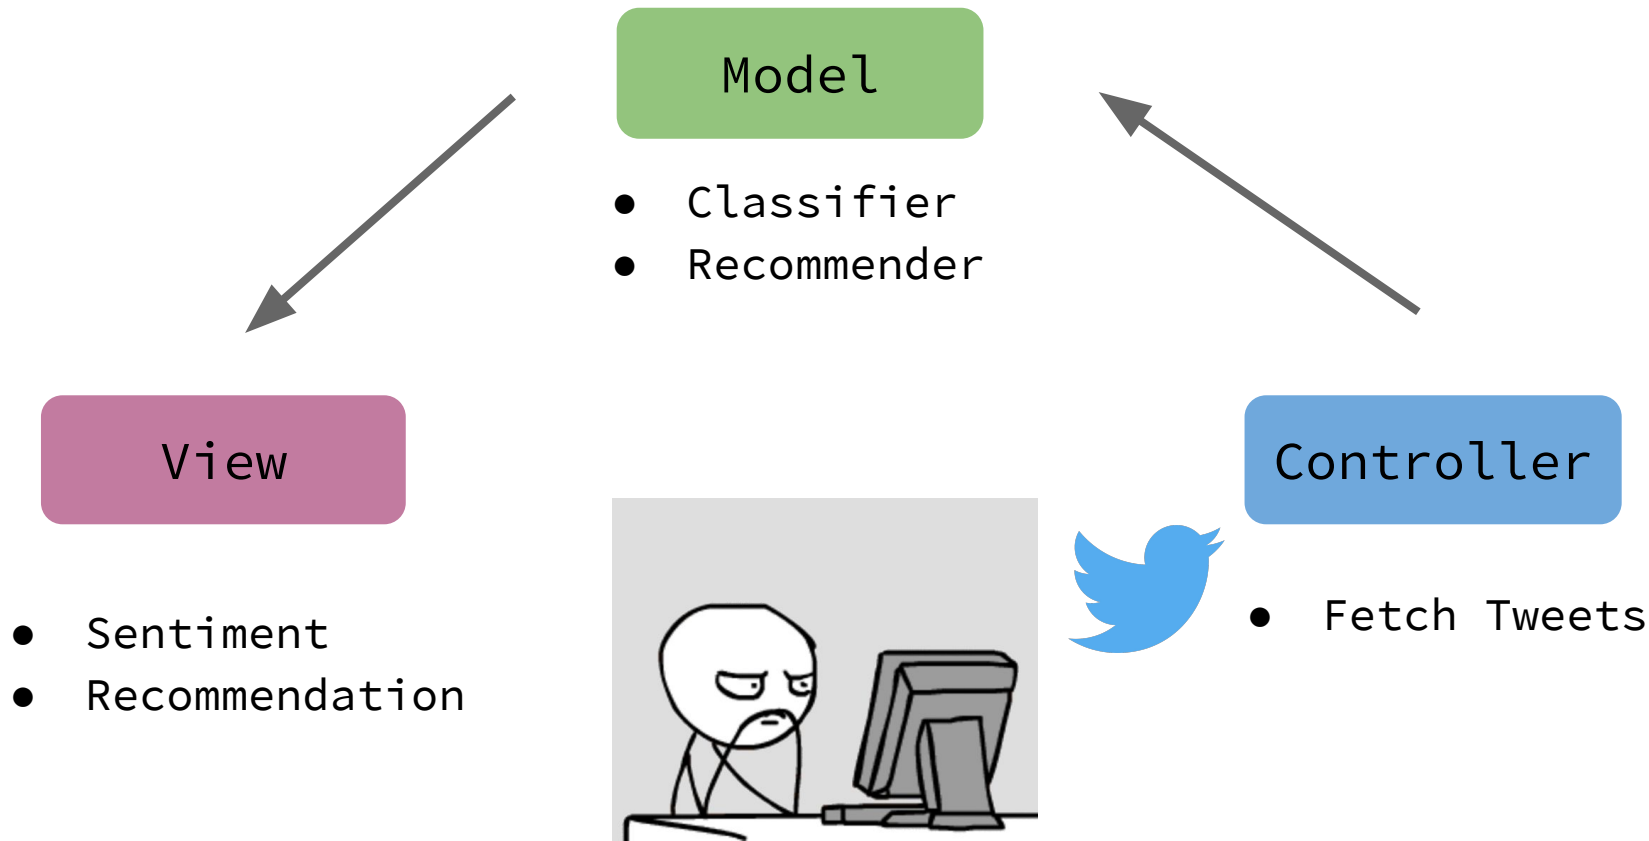 Model
● Classifier
● Recommender
View
● Sentiment
● Recommendation
Controller
● Fetch Tweets